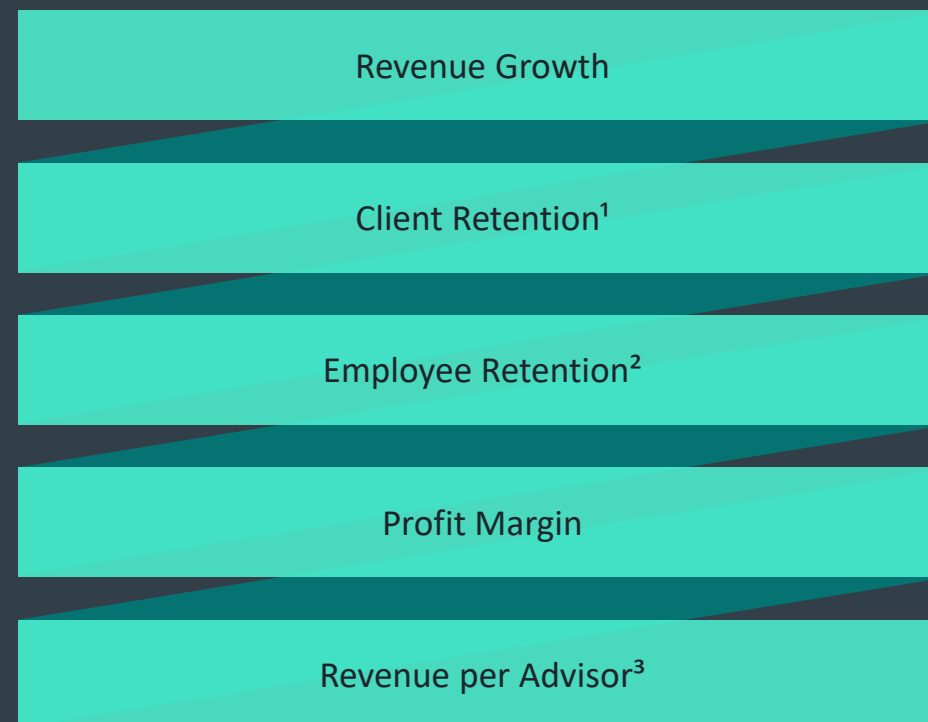 Revenue Growth
Client Retention¹
Employee Retention²
Profit Margin
Revenue per Advisor³